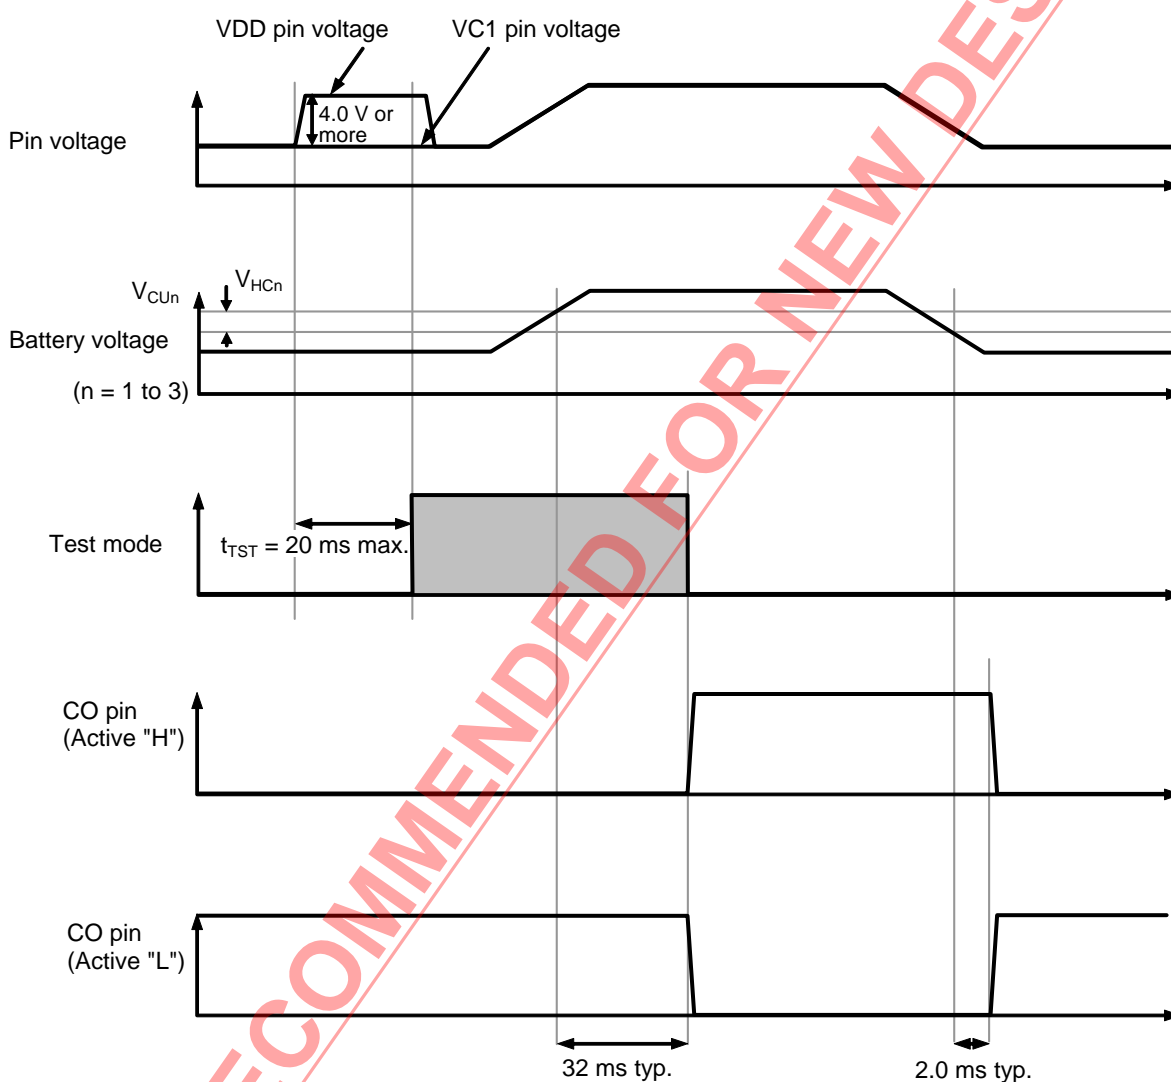 VDD pin voltage
VC1 pin voltage
4.0 V or
more
Pin voltage
VCUn
VHCn
Battery voltage
(n = 1 to 3)
Test mode
tTST = 20 ms max.
CO pin
(Active "H")
CO pin
(Active "L")
32 ms typ.
2.0 ms typ.
RECOMMENDED FOR NEW DES